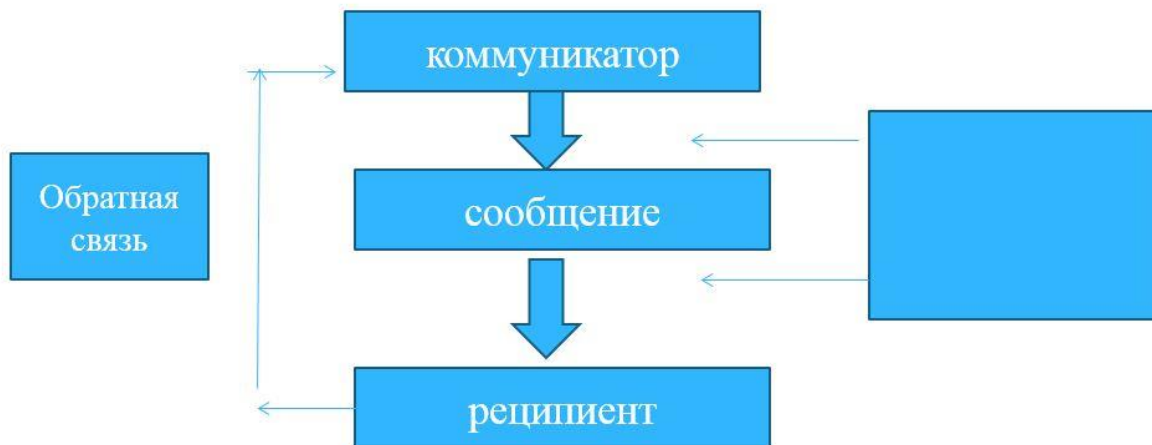 коммуникатор
Обратная
связь
сообщение
реципиент